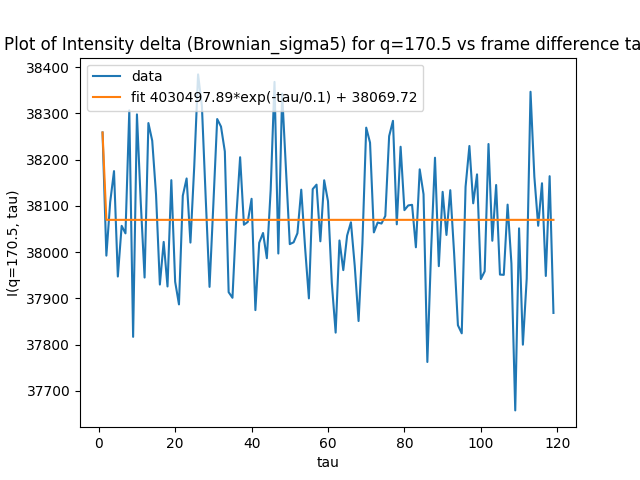 Plot of Intensity delta (Brownian_sigma5) for q=170.5 vs frame difference ta
38400
38300
38200
38100
38000
37900
37800
37700
I(q=170.5, tau)
data
fit 4030497.89*exp(-tau/0.1) + 38069.72
0 20 40 60 80 100 120
tau